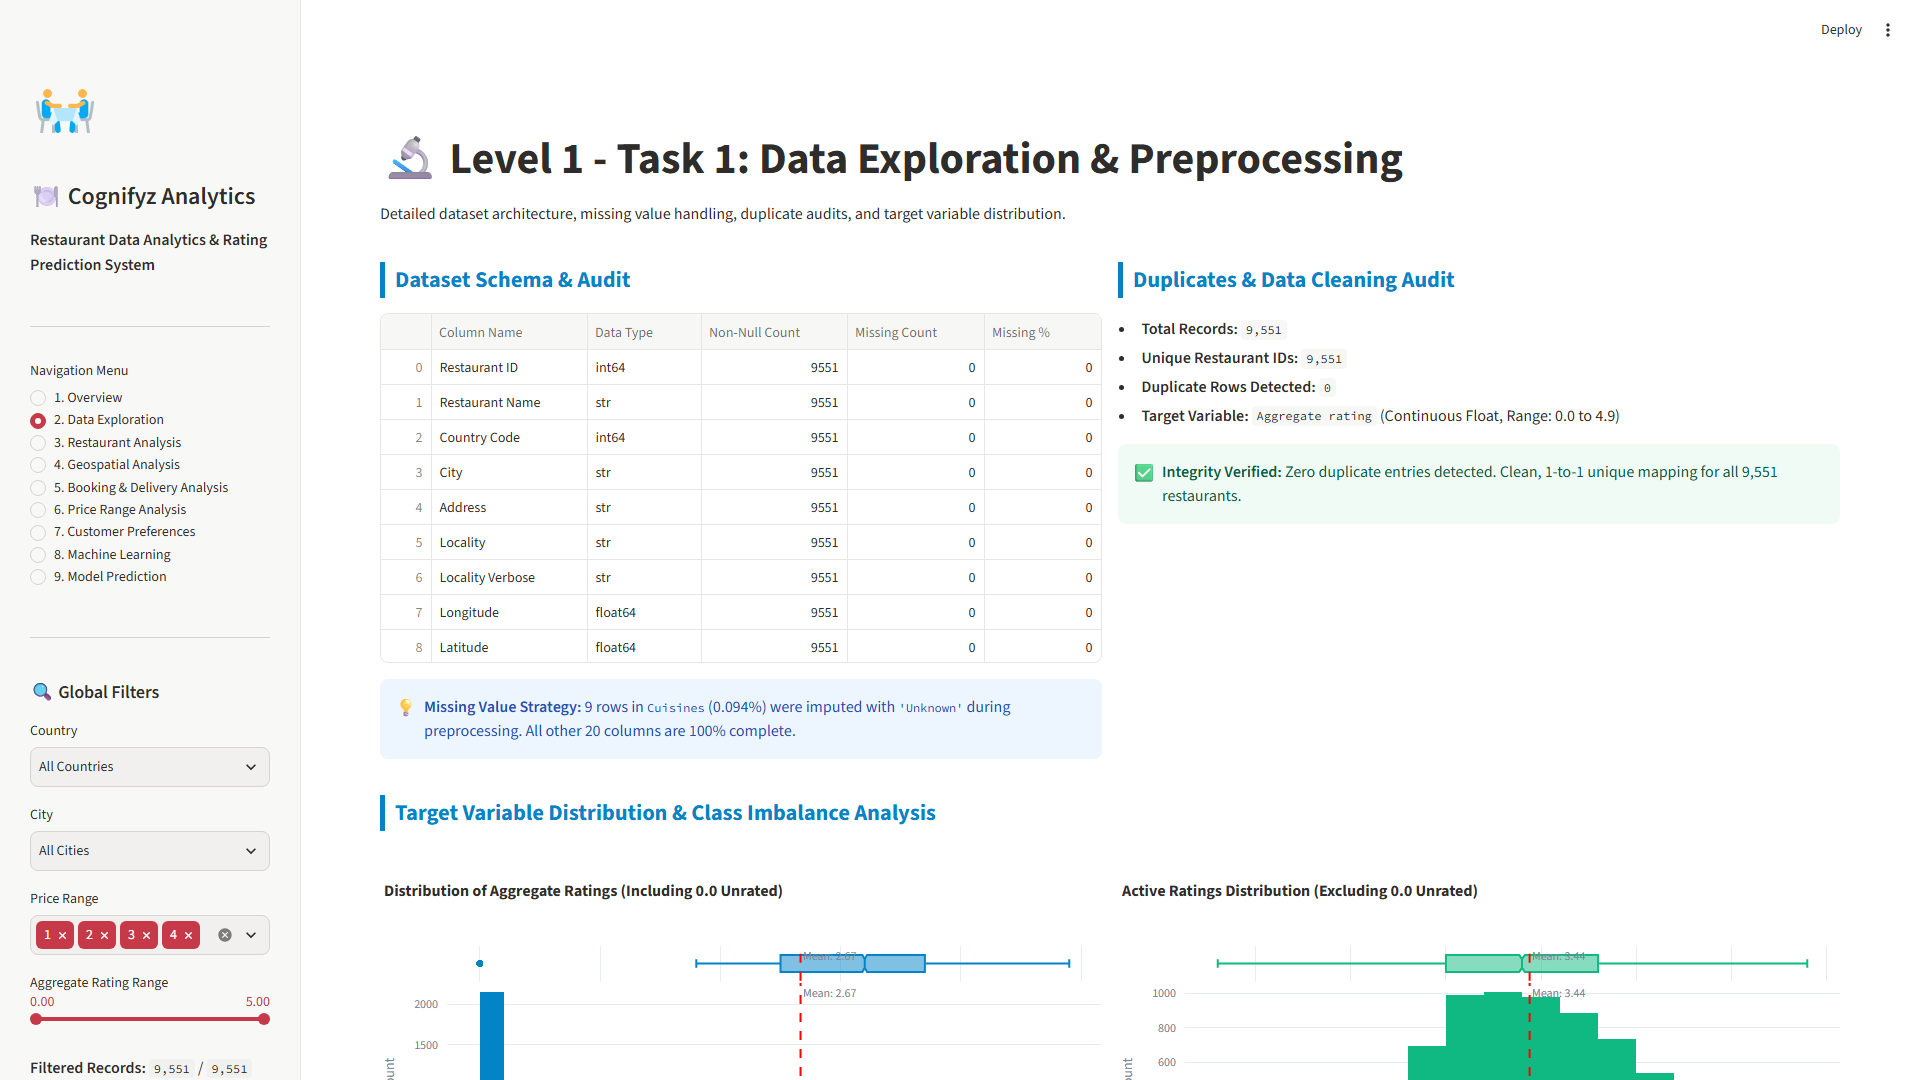 Deploy
Cognifyz Analytics
Restaurant Data Analytics & Rating
Prediction System
Navigation Menu
1. Overview
2. Data Exploration
3. Restaurant Analysis
4. Geospatial Analysis
5. Booking & Delivery Analysis
6. Price Range Analysis
7. Customer Preferences
8. Machine Learning
9. Model Prediction
Global Filters
Country
All Countries
City
All Cities
Price Range
1 × 2 × 3 × 4 ×
Aggregate Rating Range
0.00 5.00
Filtered Records: 9,551 / 9,551
Level 1 - Task 1: Data Exploration & Preprocessing
Detailed dataset architecture, missing value handling, duplicate audits, and target variable distribution.
Dataset Schema & Audit
Column Name Data Type Non-Null Count Missing Count Missing %
0 Restaurant ID int64 9551 0 0
1 Restaurant Name str 9551 0 0
2 Country Code int64 9551 0 0
3 City str 9551 0 0
4 Address str 9551 0 0
5 Locality str 9551 0 0
6 Locality Verbose str 9551 0 0
7 Longitude float64 9551 0 0
8 Latitude float64 9551 0 0
Missing Value Strategy: 9 rows in Cuisines (0.094%) were imputed with 'Unknown' during
preprocessing. All other 20 columns are 100% complete.
Duplicates & Data Cleaning Audit
• Total Records: 9,551
• Unique Restaurant IDs: 9,551
• Duplicate Rows Detected: 0
• Target Variable: Aggregate rating (Continuous Float, Range: 0.0 to 4.9)
Integrity Verified: Zero duplicate entries detected. Clean, 1-to-1 unique mapping for all 9,551
restaurants.
Target Variable Distribution & Class Imbalance Analysis
Distribution of Aggregate Ratings (Including 0.0 Unrated)
Mean: 2.67
Mean: 2.67
2000
1500
Active Ratings Distribution (Excluding 0.0 Unrated)
Mean: 3.44
Mean: 3.44
1000
800
600